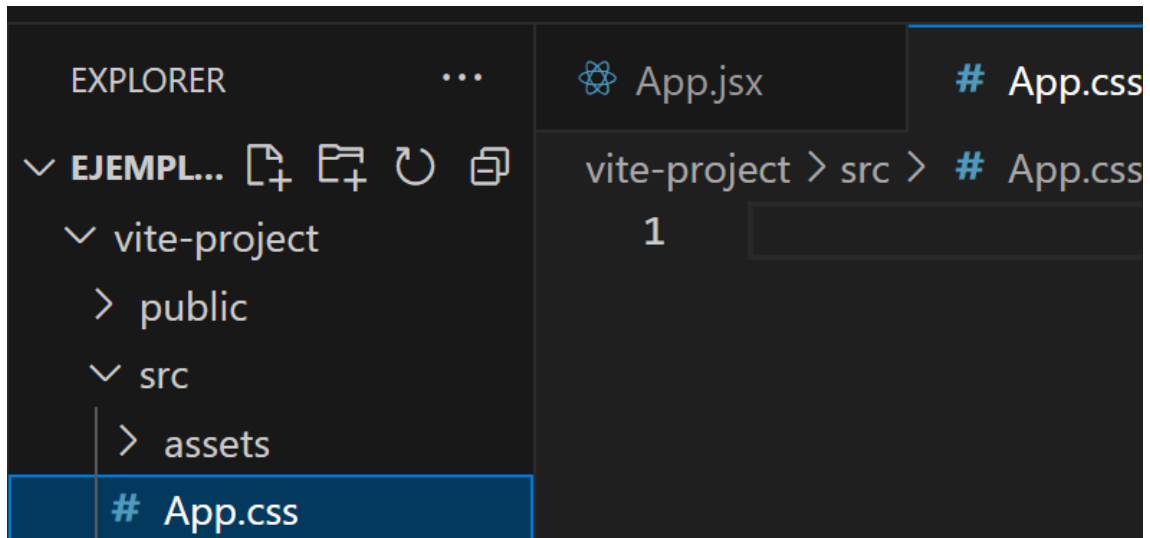 EXPLORER ...
EJEMPL...
vite-project
public
src
assets
# App.css
App.jsx
# App.css
vite-project > src > # App.css
1